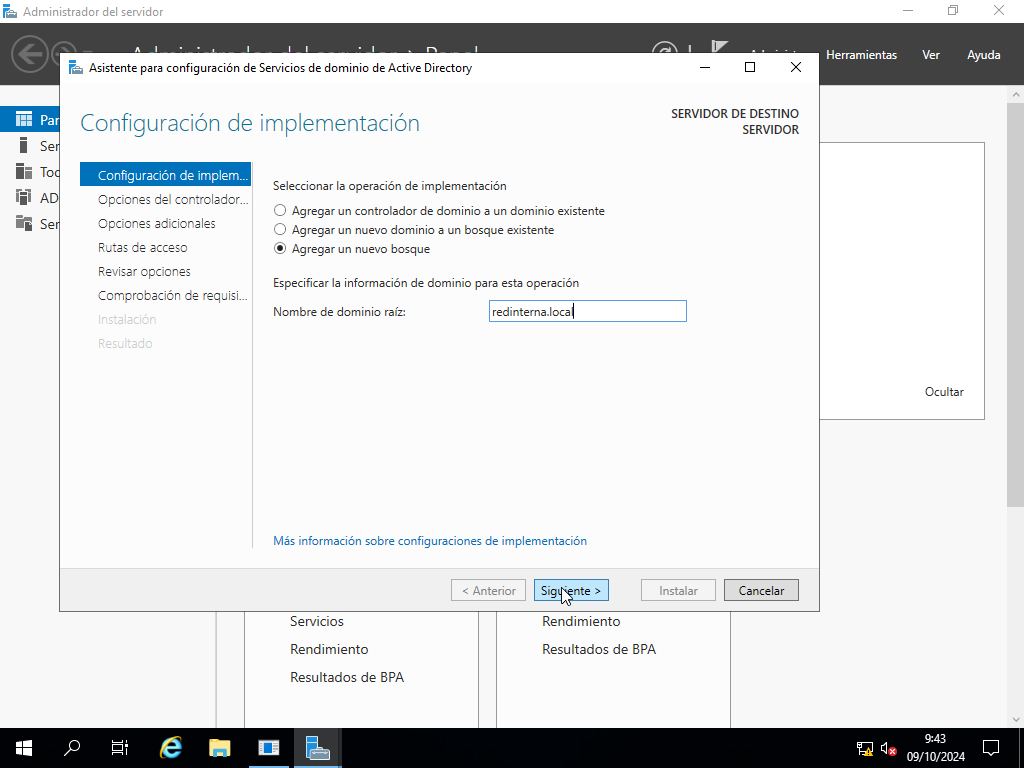 Administrador del servidor
Herramientas
Ver
Ayuda
Asistente para configuración de Servicios de dominio de Active Directory
Configuración de implementación
SERVIDOR DE DESTINO
SERVIDOR
Configuración de implem...
Opciones del controlador...
Opciones adicionales
Rutas de acceso
Revisar opciones
Comprobación de requisi...
Instalación
Resultado
Seleccionar la operación de implementación
Agregar un controlador de dominio a un dominio existente
Agregar un nuevo dominio a un bosque existente
Agregar un nuevo bosque
Especificar la información de dominio para esta operación
Nombre de dominio raíz:
redinterna.local
Más información sobre configuraciones de implementación
< Anterior
Siguiente >
Instalar
Cancelar
Ocultar
Servicios
Rendimiento
Resultados de BPA
Rendimiento
Resultados de BPA
9:43
09/10/2024